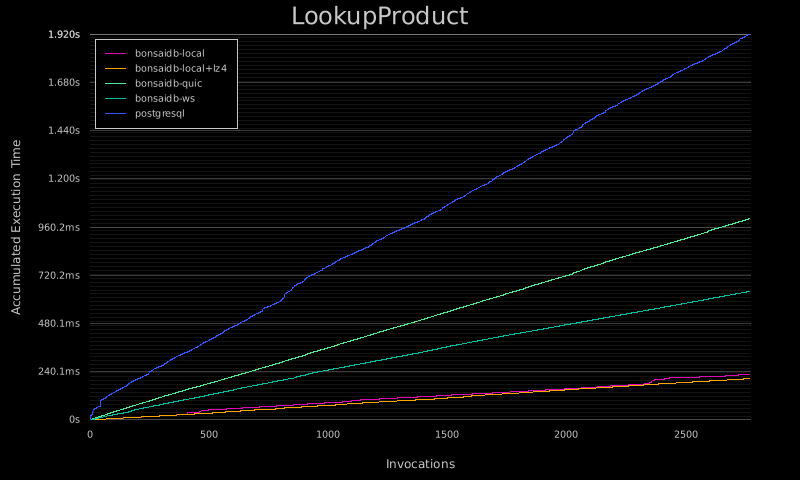 LookupProduct
1.920s
1.680s
1.440s
1.200s
960.2ms
720.2ms
480.1ms
240.1ms
0s
bonsaidb-local
bonsaidb-local+lz4
bonsaidb-quic
bonsaidb-ws
postgresql
Accumulated Execution Time
0 500 1000 1500 2000 2500
Invocations